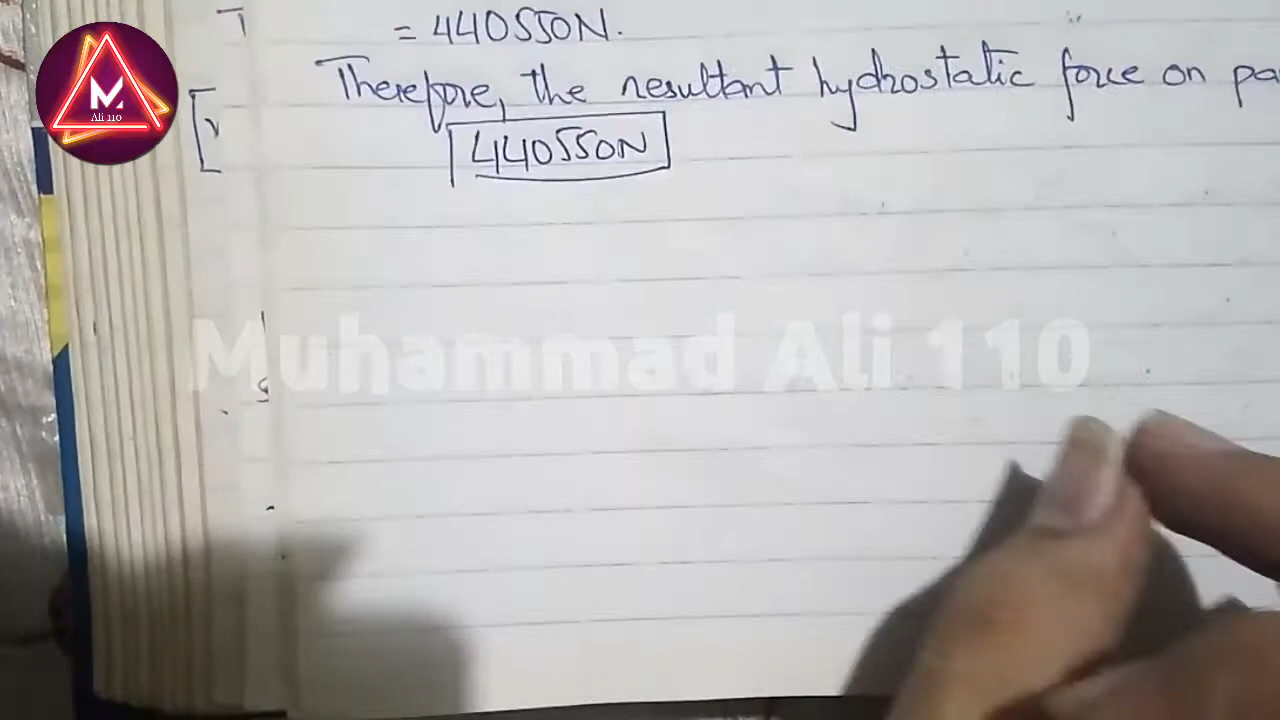 = 440550N.
Therefore, the resultant hydrostatic force on pa
440550N
M
Ali 110
Muhammad Ali 110